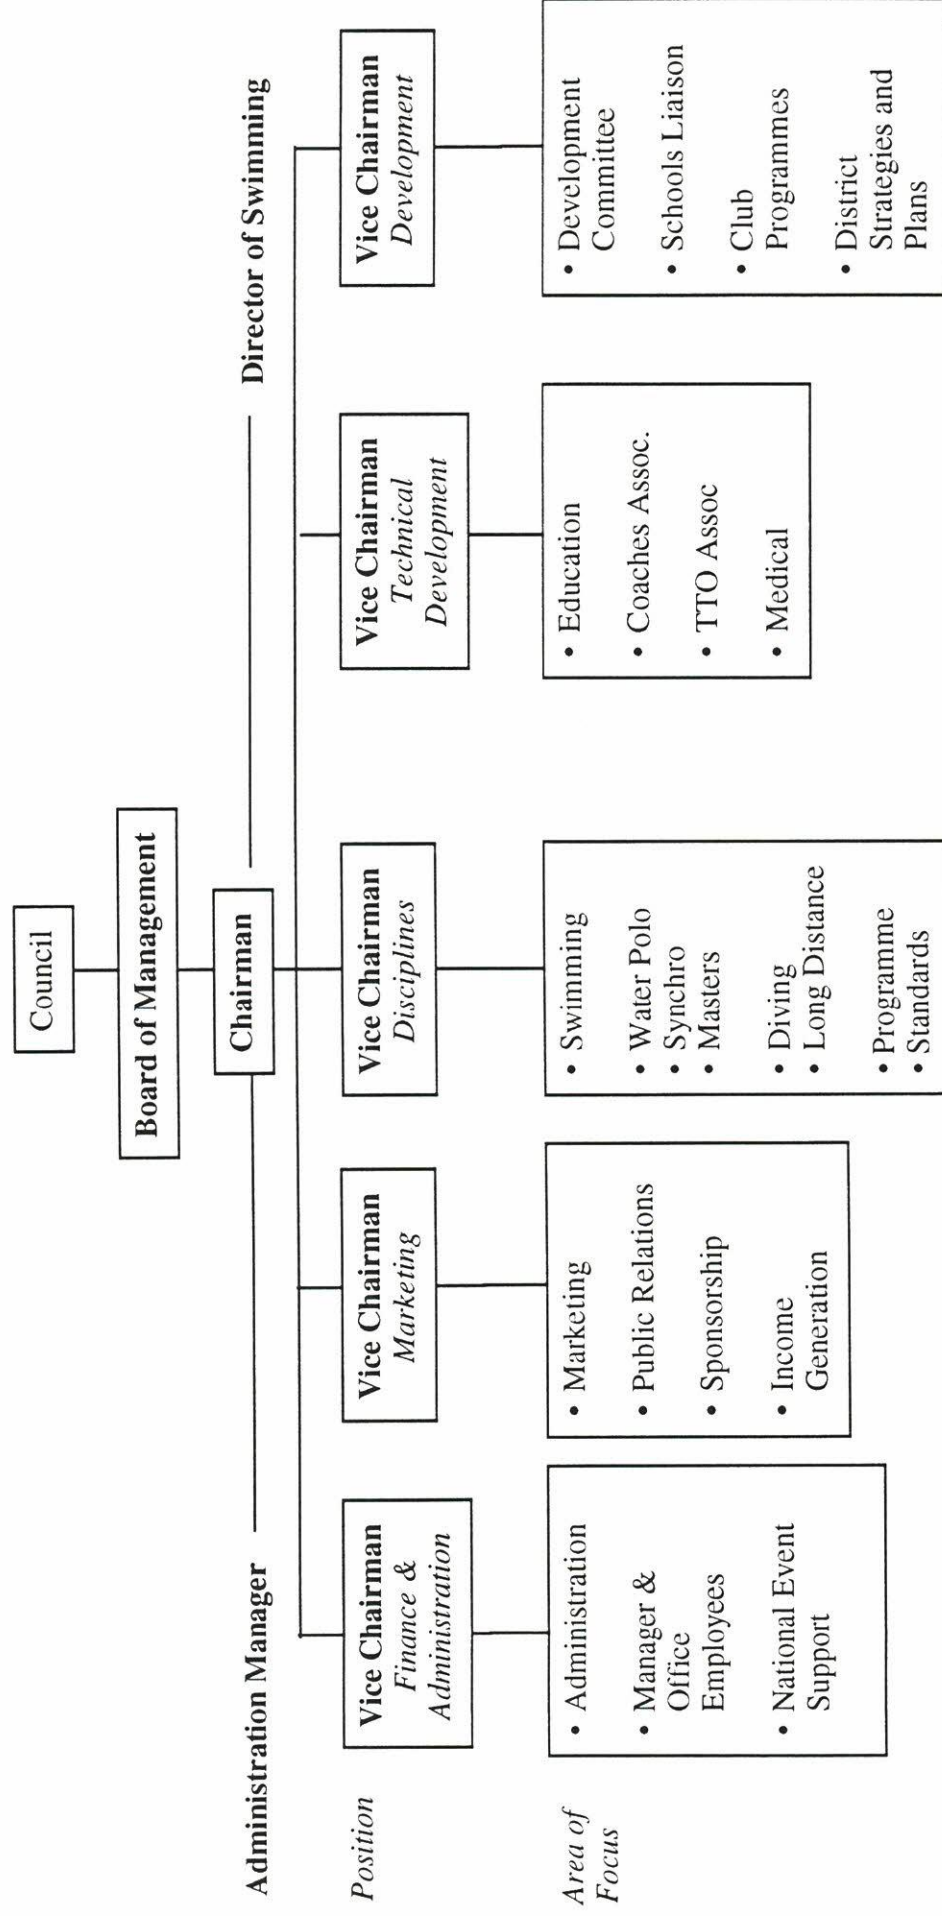 Council
Board of Management
Administration Manager
Chairman
Director of Swimming
Position
Vice Chairman
Finance &
Administration
Vice Chairman
Marketing
Vice Chairman
Disciplines
Vice Chairman
Technical
Development
Vice Chairman
Development
Area of
Focus
• Administration
• Manager &
Office
Employees
• National Event
Support
• Marketing
• Public Relations
• Sponsorship
• Income
Generation
• Swimming
• Water Polo
• Synchro
• Masters
• Diving
• Long Distance
• Programme
• Standards
• Education
• Coaches Assoc.
• TTO Assoc
• Medical
• Development
Committee
• Schools Liaison
• Club
Programmes
• District
Strategies and
Plans